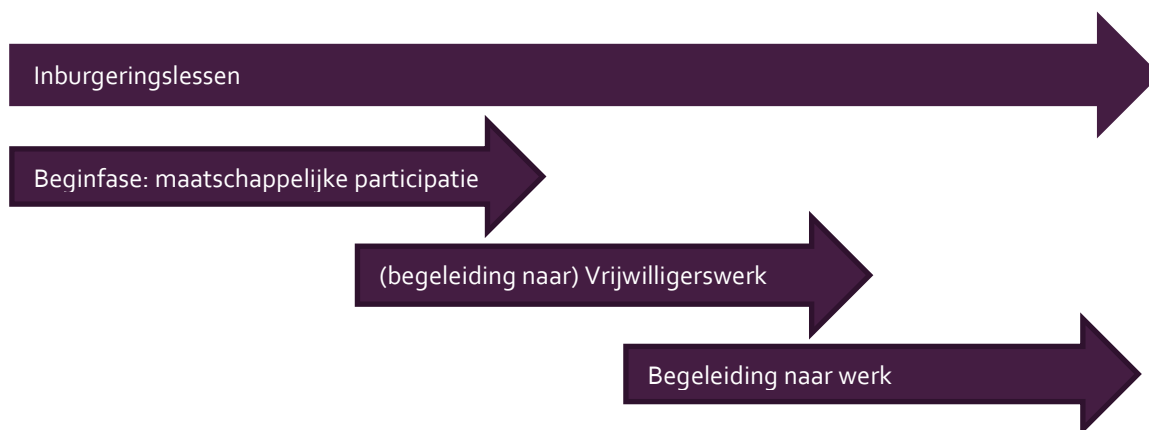 Inburgeringslessen
Beginfase: maatschappelijke participatie
(begeleiding naar) Vrijwilligerswerk
Begeleiding naar werk